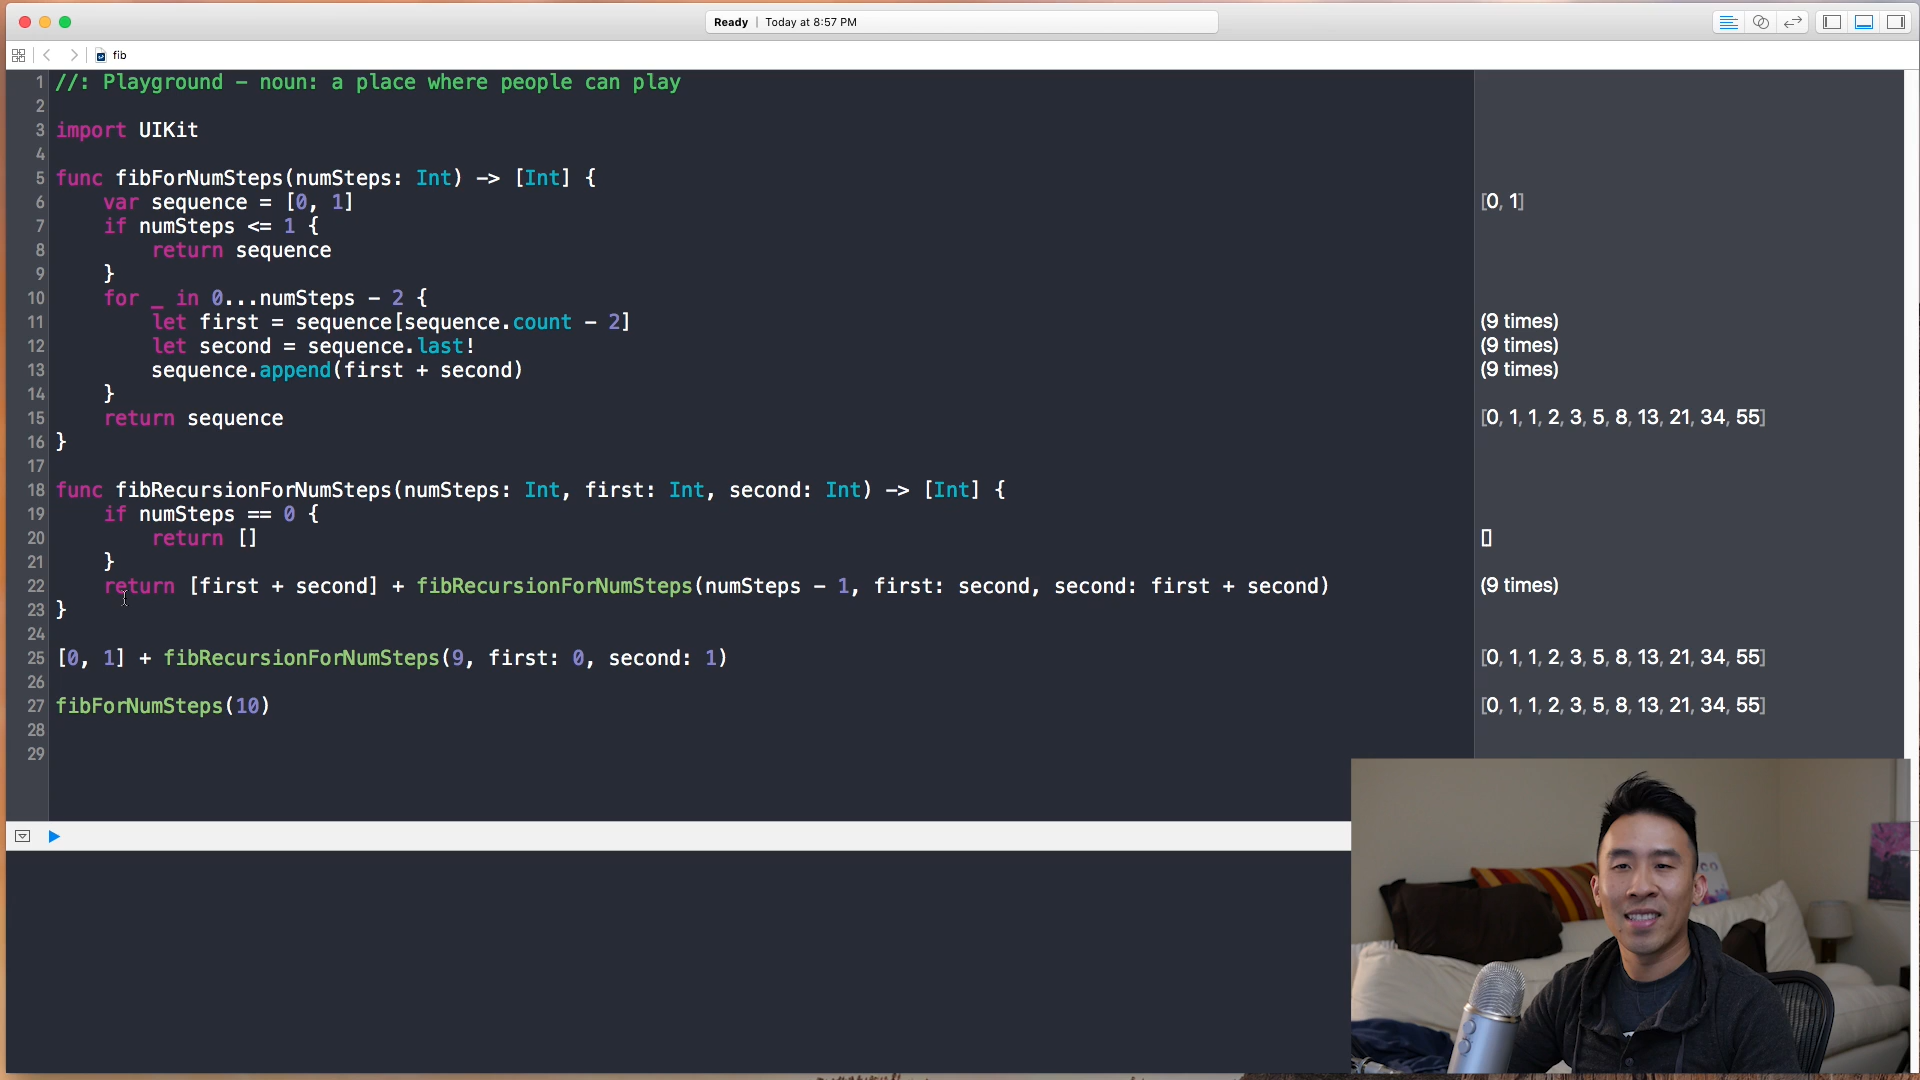 Ready | Today at 8:57 PM
fib
1 //: Playground - noun: a place where people can play
2
3 import UIKit
4
5 func fibForNumSteps(numSteps: Int) -> [Int] {
6 var sequence = [0, 1] [0, 1]
7 if numSteps <= 1 {
8 return sequence
9 }
10 for _ in 0...numSteps - 2 {
11 let first = sequence[sequence.count - 2] (9 times)
12 let second = sequence.last! (9 times)
13 sequence.append(first + second) (9 times)
14 }
15 return sequence [0, 1, 1, 2, 3, 5, 8, 13, 21, 34, 55]
16 }
17
18 func fibRecursionForNumSteps(numSteps: Int, first: Int, second: Int) -> [Int] {
19 if numSteps == 0 {
20 return [] []
21 }
22 return [first + second] + fibRecursionForNumSteps(numSteps - 1, first: second, second: first + second) (9 times)
23 }
24
25 [0, 1] + fibRecursionForNumSteps(9, first: 0, second: 1) [0, 1, 1, 2, 3, 5, 8, 13, 21, 34, 55]
26
27 fibForNumSteps(10) [0, 1, 1, 2, 3, 5, 8, 13, 21, 34, 55]
28
29